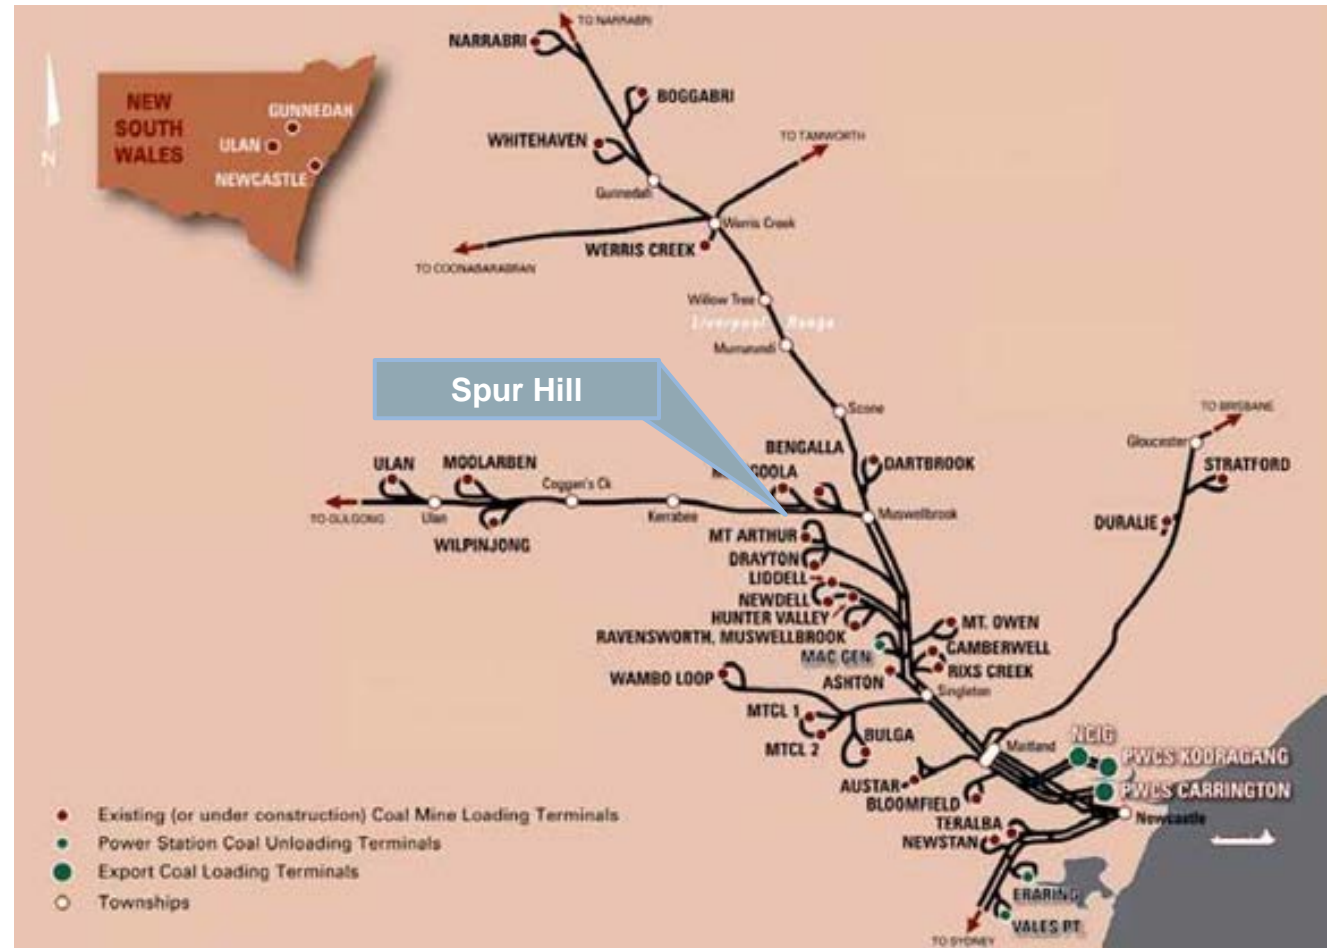 TO NARRABRI
NARRABRI
NEW
SOUTH
WALES
GUNNEDAH
ULAN
NEWCASTLE
N
BOGGABRI
WHITEHAVEN
TO TAMWORTH
Gunnedah
Werris Creek
WERRIS CREEK
TO COONABARABRAN
Willow Tree
Liverpool Range
Murrurundi
Spur Hill
Scone
TO BRISBANE
Gloucester
STRATFORD
DURALIE
BENGALLA
DARTBROOK
GOOLA
ULAN
MOOLARBEN
Coggan's Ck
TO GULGONG
Ulan
Kerrabee
Muswellbrook
WILPINJONG
MT ARTHUR
DRAYTON
LIDDELL
NEWDELL
HUNTER VALLEY
RAVENSWORTH, MUSWELLBROOK
MAC GEN
MT. OWEN
CAMBERWELL
RIXS CREEK
ASHTON
Singleton
WAMBO LOOP
MTCL 1
MTCL 2
BULGA
Maitland
NCIG
PWCS KOORAGANG
PWCS CARRINGTON
AUSTAR
BLOOMFIELD
Newcastle
TERALBA
NEWSTAN
ERARING
VALES PT
TO SYDNEY
Existing (or under construction) Coal Mine Loading Terminals
Power Station Coal Unloading Terminals
Export Coal Loading Terminals
Townships